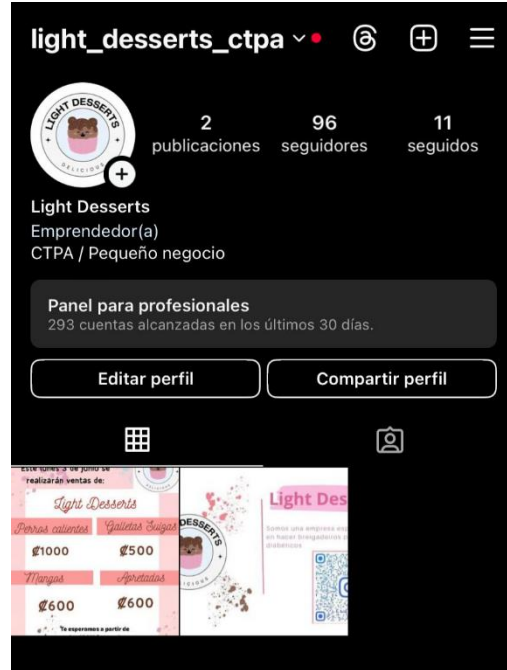 light_desserts_ctpa
LIGHT DESSERTS
DELICIOUS
2
publicaciones
96
seguidores
11
seguidos
Light Desserts
Emprendedor(a)
CTPA / Pequeño negocio
Panel para profesionales
293 cuentas alcanzadas en los últimos 30 días.
Editar perfil
Compartir perfil
Este lunes 3 de junio se
realizarán ventas de:
Light Desserts
Perros calientes
Galletas Suizas
₡1000
₡500
Mangos
Apretados
₡600
₡600
Te esperamos a partir de
DELICIOUS
DESSERTS
Light Des
Somos una empresa
en hacer
diabéticos